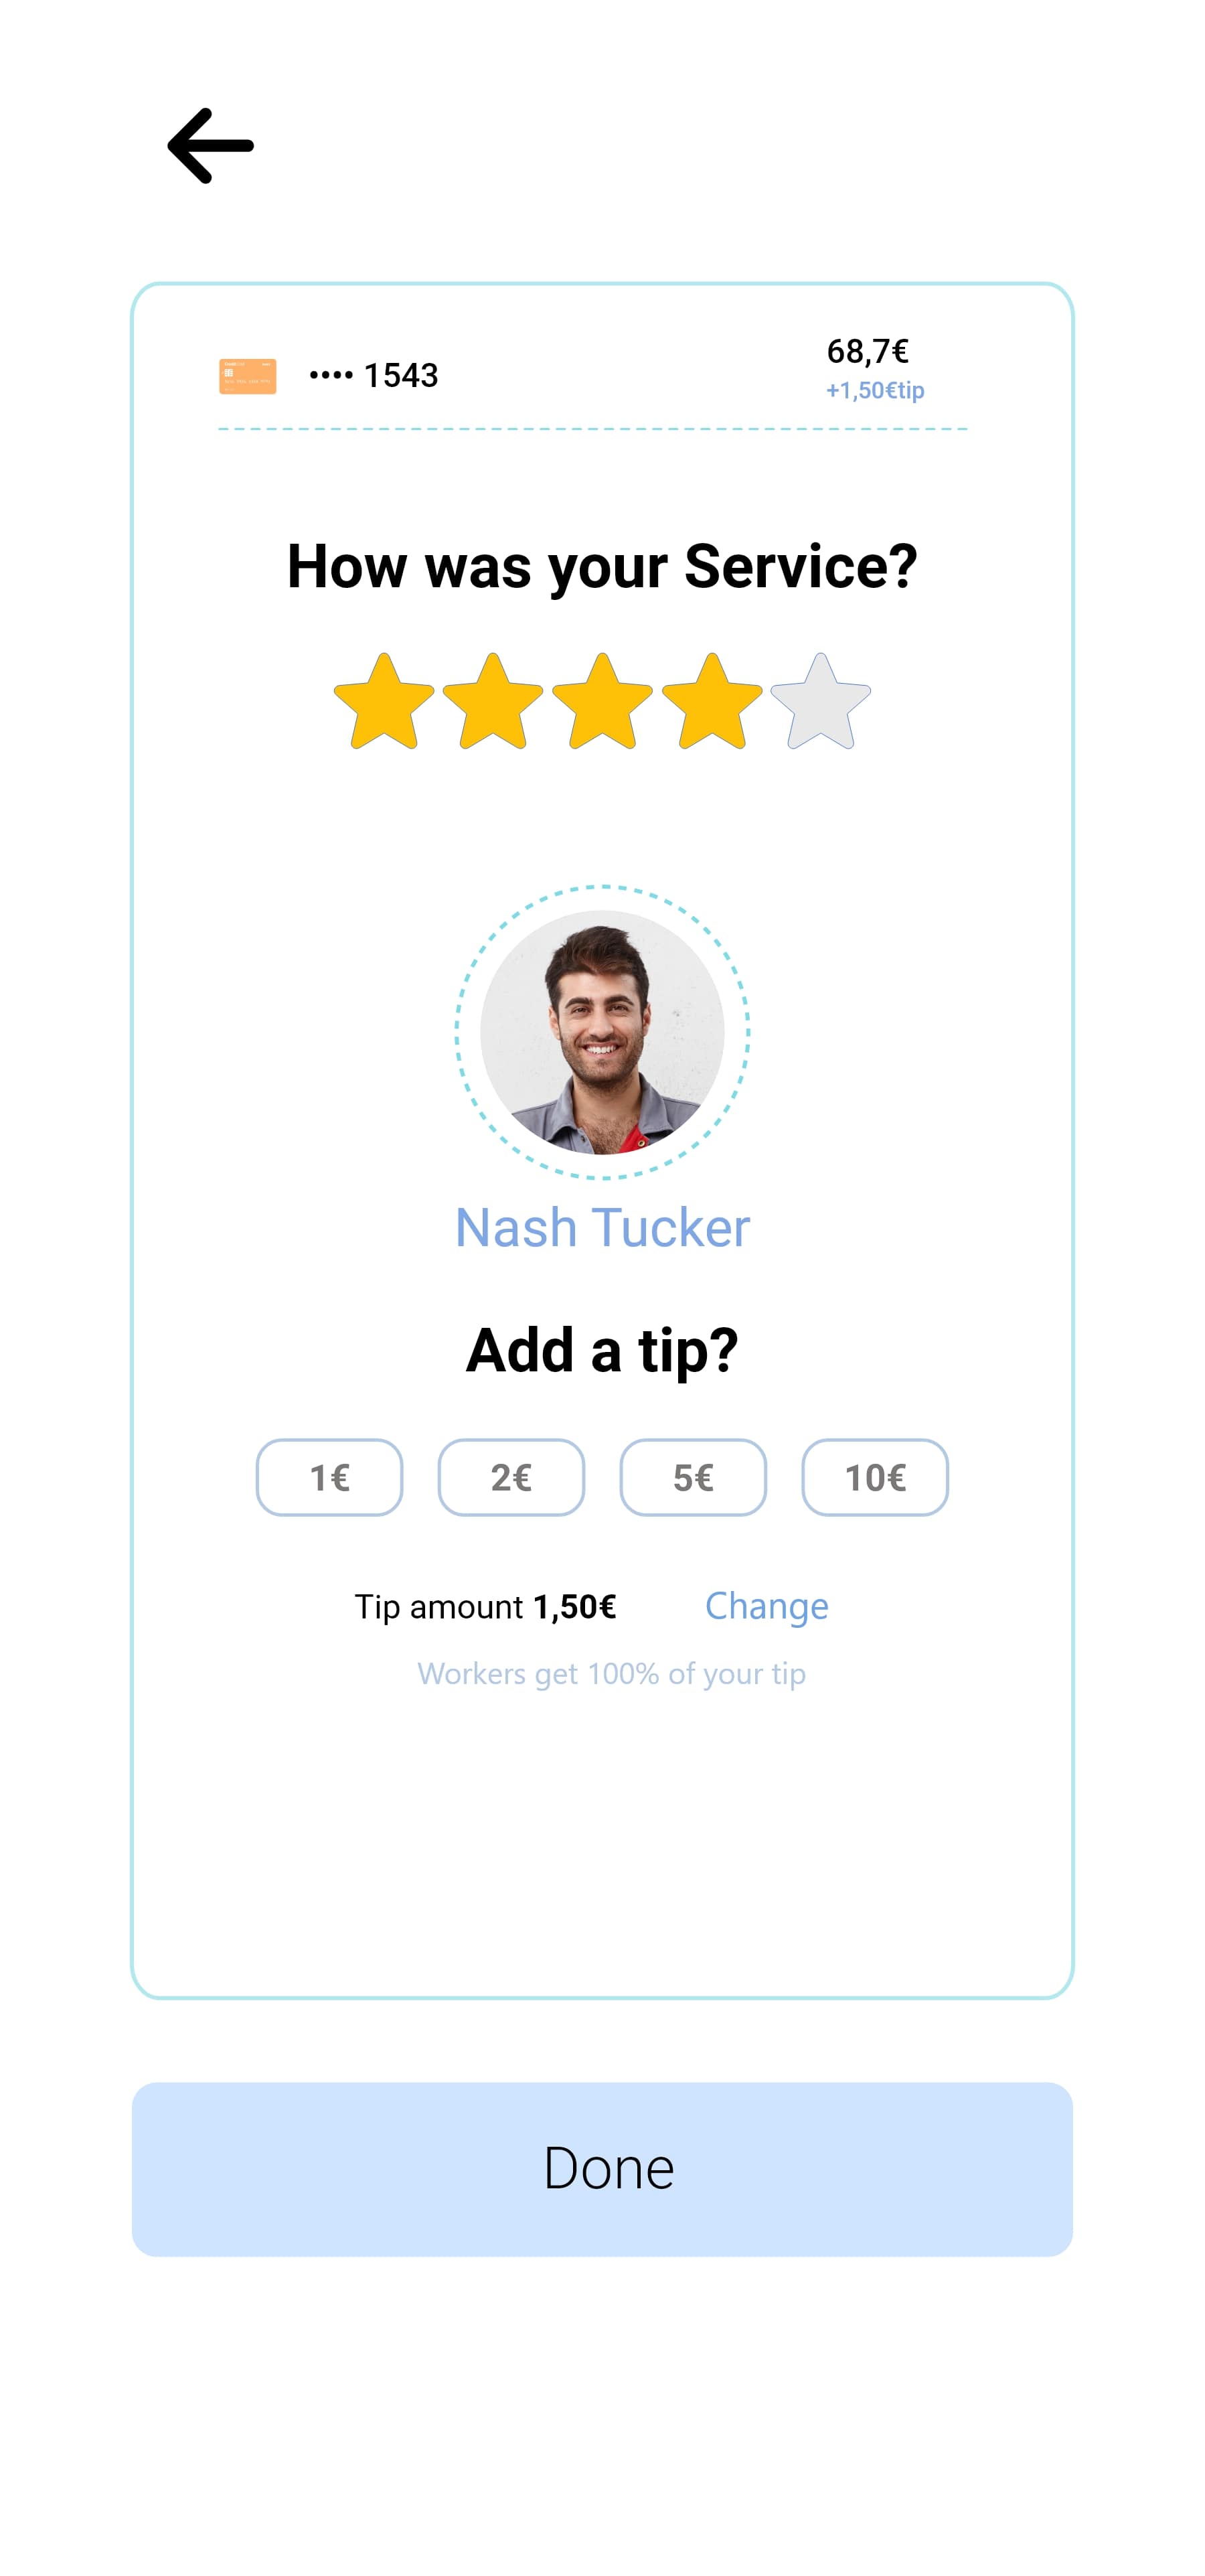 •••• 1543
68,7€
+1,50€tip
How was your Service?
Nash Tucker
Add a tip?
1€ 2€ 5€ 10€
Tip amount 1,50€ Change
Workers get 100% of your tip
Done